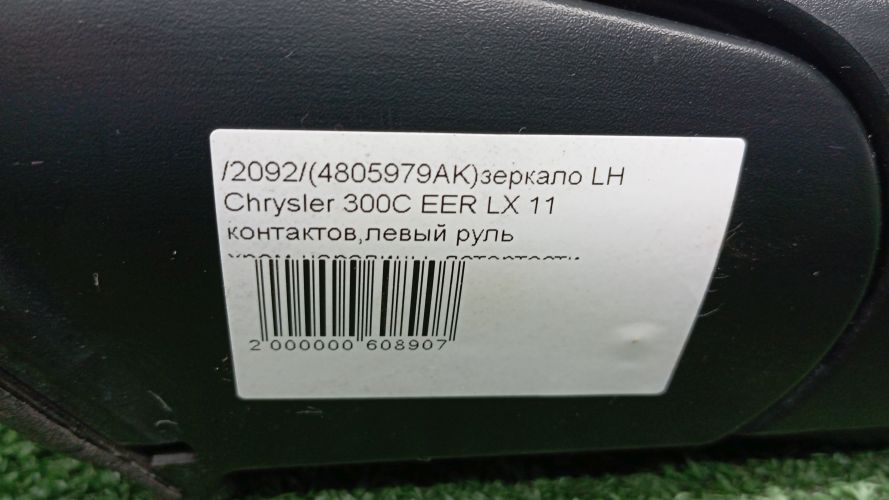 /2092/(4805979AK)зеркало LH
Chrysler 300C EER LX 11
контактов,левый руль
2 000000 608907